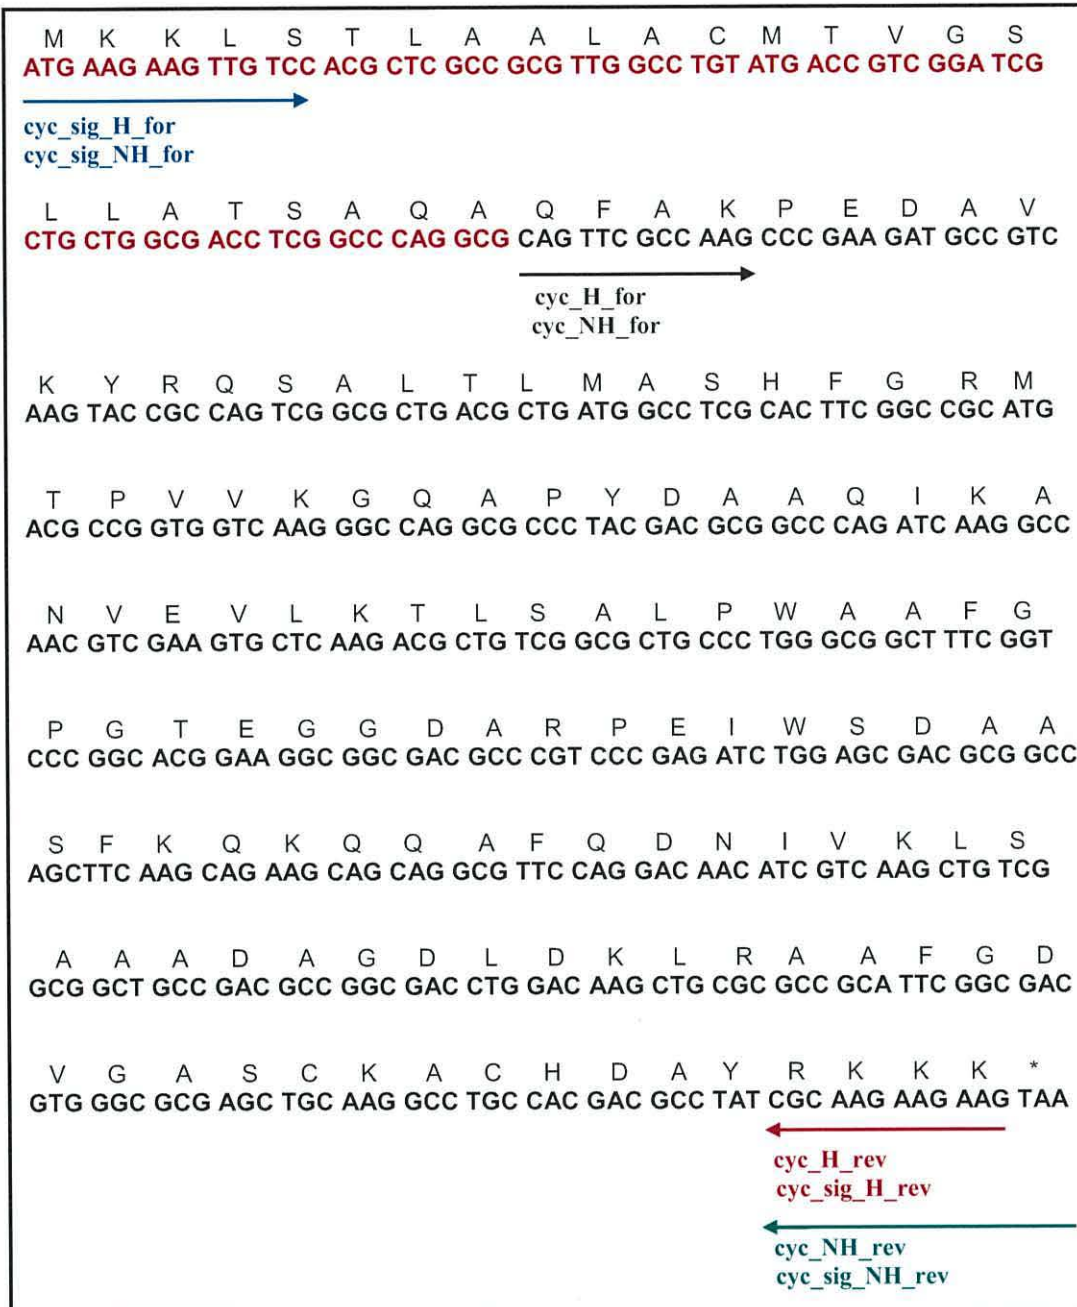 M K K L S T L A A L A C M T V G S
ATG AAG AAG TTG TCC ACG CTC GCC GCG TTG GCC TGT ATG ACC GTC GGA TCG
cyc_sig_H_for
cyc_sig_NH_for
L L A T S A Q A Q F A K P E D A V
CTG CTG GCG ACC TCG GCC CAG GCG CAG TTC GCC AAG CCC GAA GAT GCC GTC
cyc_H_for
cyc_NH_for
K Y R Q S A L T L M A S H F G R M
AAG TAC CGC CAG TCG GCG CTG ACG CTG ATG GCC TCG CAC TTC GGC CGC ATG
T P V V K G Q A P Y D A A Q I K A
ACG CCG GTG GTC AAG GGC CAG GCG CCC TAC GAC GCG GCC CAG ATC AAG GCC
N V E V L K T L S A L P W A A F G
AAC GTC GAA GTG CTC AAG ACG CTG TCG GCG CTG CCC TGG GCG GCT TTC GGT
P G T E G G D A R P E I W S D A A
CCC GGC ACG GAA GGC GGC GAC GCC CGT CCC GAG ATC TGG AGC GAC GCG GCC
S F K Q K Q Q A F Q D N I V K L S
AGCTTC AAG CAG AAG CAG CAG GCG TTC CAG GAC AAC ATC GTC AAG CTG TCG
A A A D A G D L D K L R A A F G D
GCG GCT GCC GAC GCC GGC GAC CTG GAC AAG CTG CGC GCC GCA TTC GGC GAC
V G A S C K A C H D A Y R K K K *
GTG GGC GCG AGC TGC AAG GCC TGC CAC GAC GCC TAT CGC AAG AAG AAG TAA
cyc_H_rev
cyc_sig_H_rev
cyc_NH_rev
cyc_sig_NH_rev